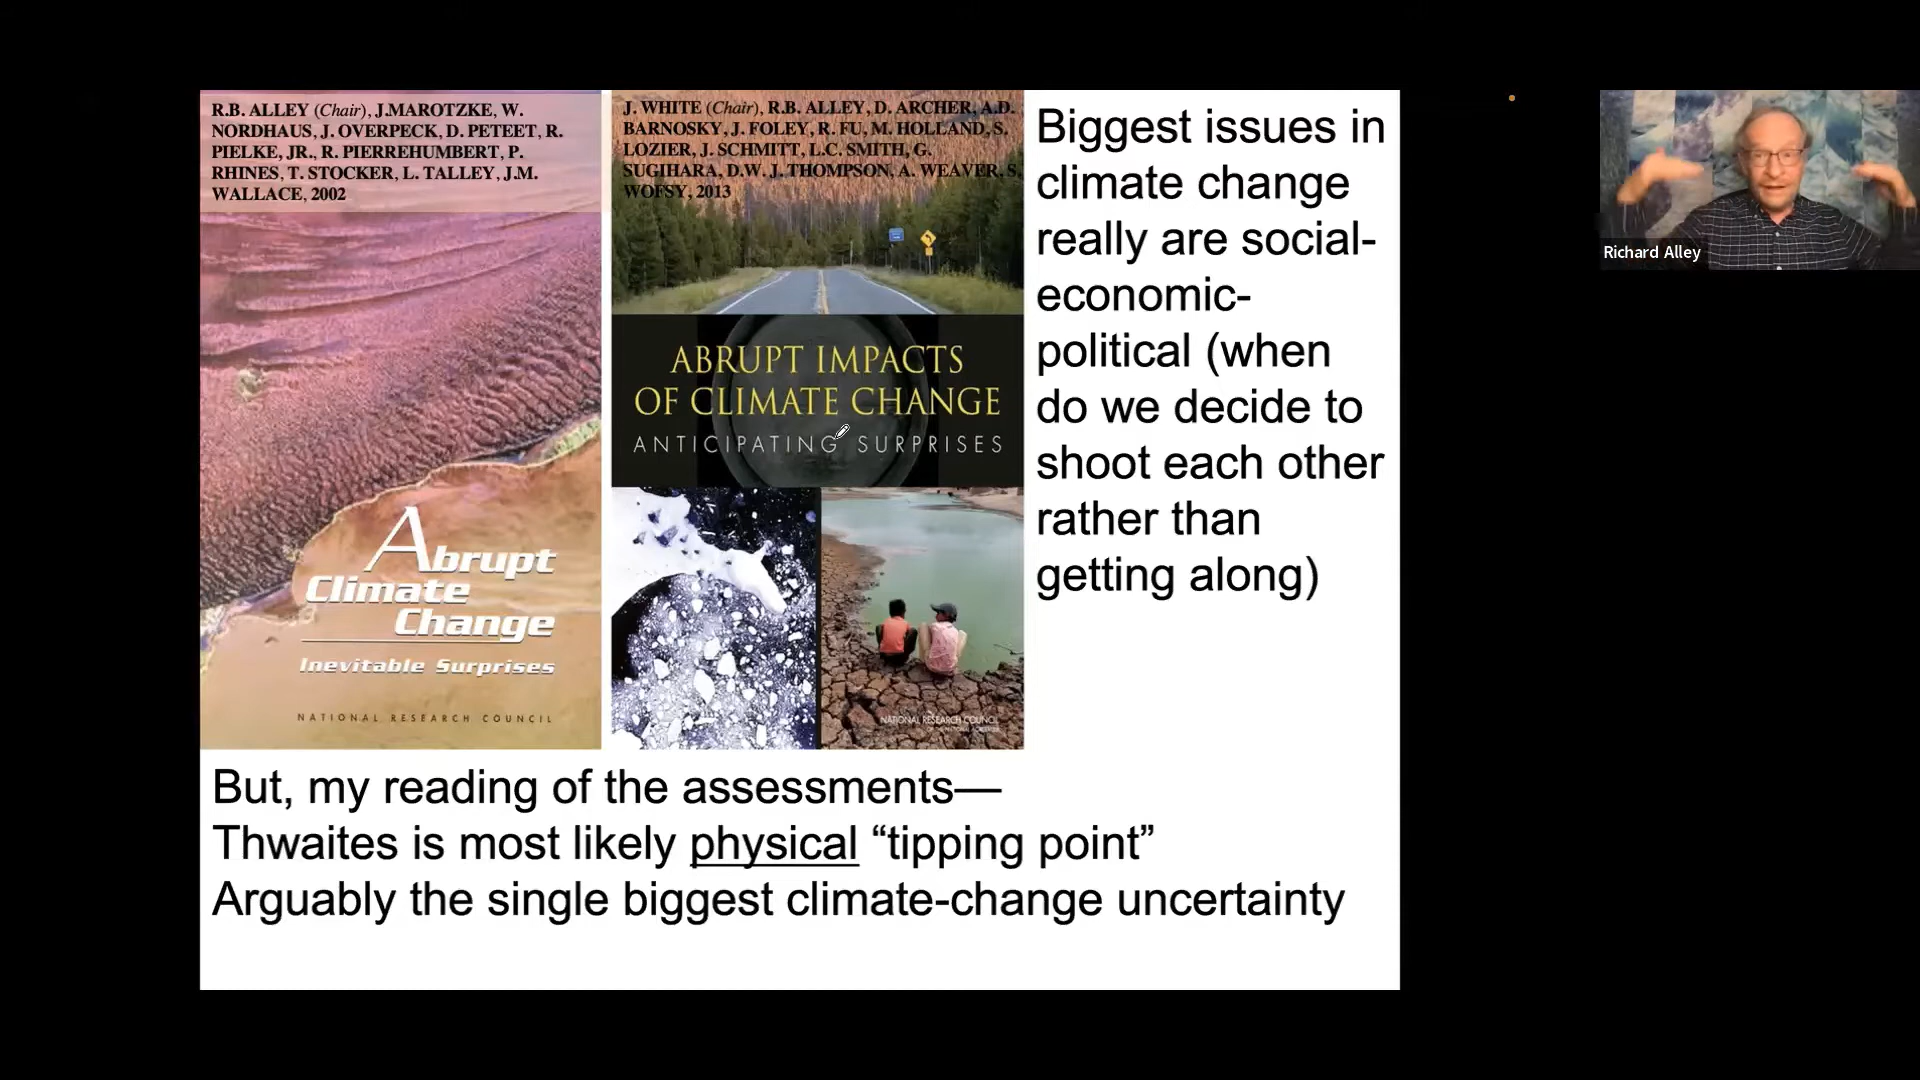 R.B. ALLEY (Chair), J.MAROTZKE, W.
NORDHAUS, J. OVERPECK, D. PETEET, R.
PIELKE, JR., R. PIERREHUMBERT, P.
RHINES, T. STOCKER, L. TALLEY, J.M.
WALLACE, 2002
Abrupt
Climate
Change
Inevitable Surprises
NATIONAL RESEARCH COUNCIL
J. WHITE (Chair), R.B. ALLEY, D. ARCHER, A.D.
BARNOSKY, J. FOLEY, R. FU, M. HOLLAND, S.
LOZIER, J. SCHMITT, L.C. SMITH, G.
SUGIHARA, D.W. J. THOMPSON, A. WEAVER, S.
WOFSY, 2013
ABRUPT IMPACTS
OF CLIMATE CHANGE
ANTICIPATING SURPRISES
NATIONAL RESEARCH COUNCIL
Biggest issues in
climate change
really are social-
economic-
political (when
do we decide to
shoot each other
rather than
getting along)
But, my reading of the assessments—
Thwaites is most likely physical “tipping point”
Arguably the single biggest climate-change uncertainty
Richard Alley